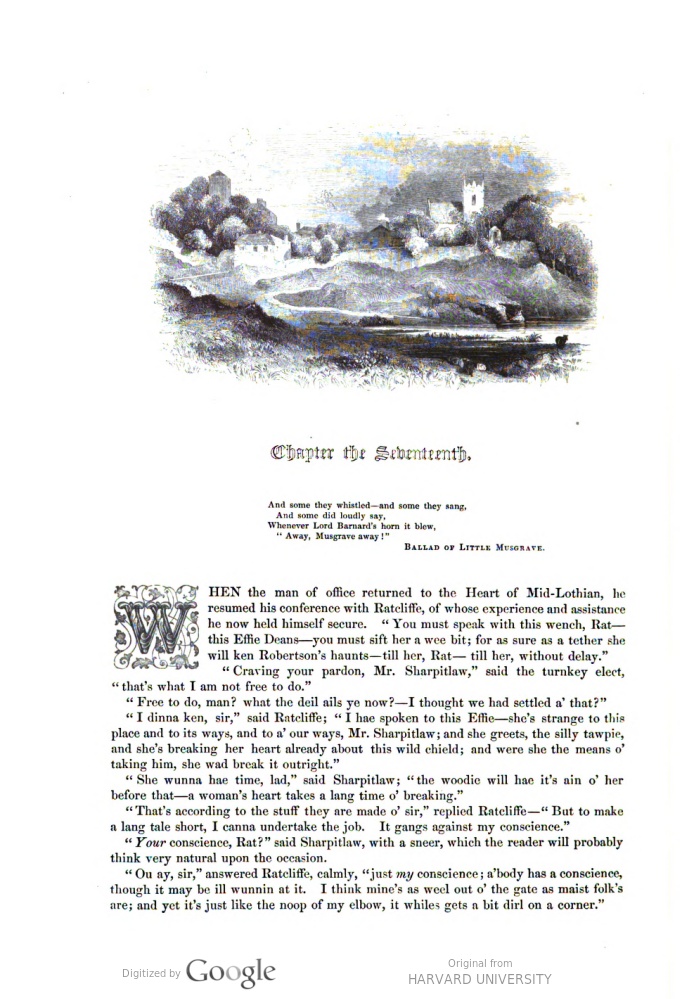 Chapter the Seventeenth.
And some they whistled—and some they sang,
And some did loudly say,
Whenever Lord Barnard's horn it blew,
"Away, Musgrave away!"
BALLAD OF LITTLE MUSGRAVE.
WHEN the man of office returned to the Heart of Mid-Lothian, he
resumed his conference with Ratcliffe, of whose experience and assistance
he now held himself secure. "You must speak with this wench, Rat—
this Effie Deans—you must sift her a wee bit; for as sure as a tether she
will ken Robertson's haunts—till her, Rat— till her, without delay."
"Craving your pardon, Mr. Sharpitlaw," said the turnkey elect,
"that's what I am not free to do."
"Free to do, man? what the deil ails ye now?—I thought we had settled a' that?"
"I dinna ken, sir," said Ratcliffe; "I hae spoken to this Effie—she's strange to this
place and to its ways, and to a' our ways, Mr. Sharpitlaw; and she greets, the silly tawpie,
and she's breaking her heart already about this wild chield; and were she the means o'
taking him, she wad break it outright."
"She wunna hae time, lad," said Sharpitlaw; "the woodie will hae it's ain o' her
before that—a woman's heart takes a lang time o' breaking."
"That's according to the stuff they are made o' sir," replied Ratcliffe—"But to make
a lang tale short, I canna undertake the job. It gangs against my conscience."
"Your conscience, Rat?" said Sharpitlaw, with a sneer, which the reader will probably
think very natural upon the occasion.
"Ou ay, sir," answered Ratcliffe, calmly, "just my conscience; a'body has a conscience,
though it may be ill wunnin at it. I think mine's as weel out o' the gate as maist folk's
are; and yet it's just like the noop of my elbow, it whiles gets a bit dirl on a corner."
Digitized by Google
Original from
HARVARD UNIVERSITY